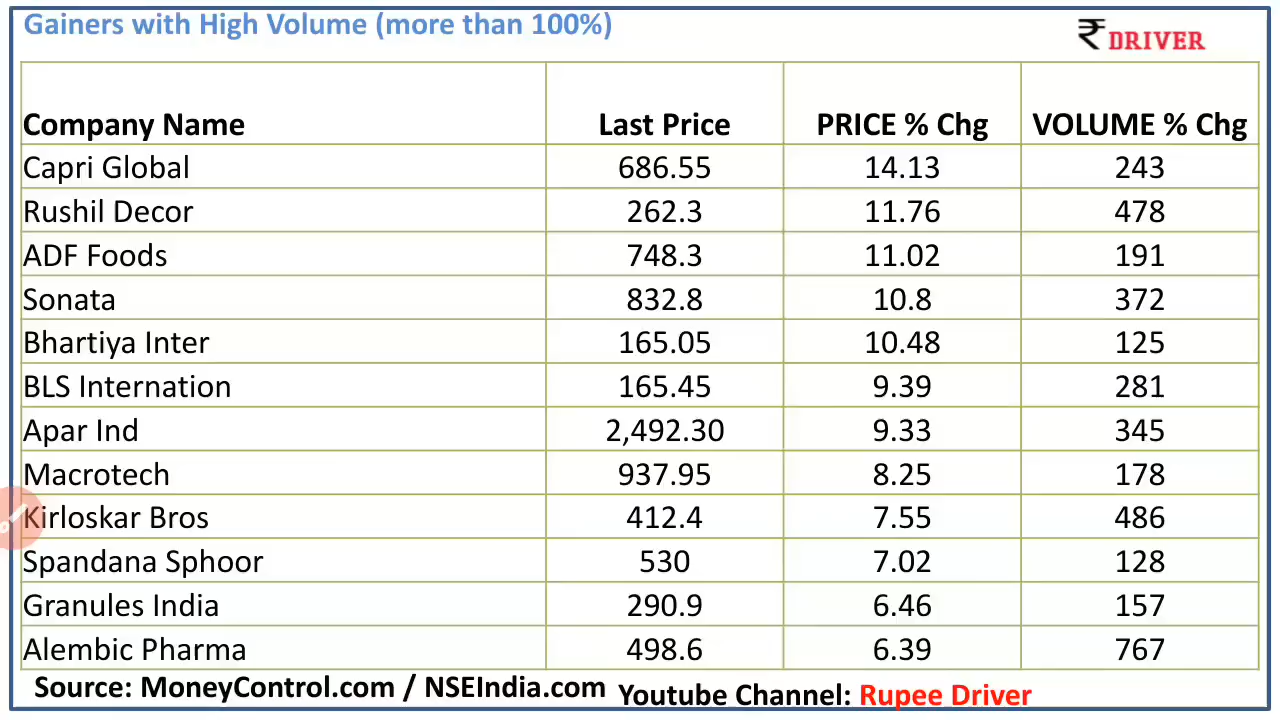 Gainers with High Volume (more than 100%)
₹ DRIVER
Company Name Last Price PRICE % Chg VOLUME % Chg
Capri Global 686.55 14.13 243
Rushil Decor 262.3 11.76 478
ADF Foods 748.3 11.02 191
Sonata 832.8 10.8 372
Bhartiya Inter 165.05 10.48 125
BLS Internation 165.45 9.39 281
Apar Ind 2,492.30 9.33 345
Macrotech 937.95 8.25 178
Kirloskar Bros 412.4 7.55 486
Spandana Sphoor 530 7.02 128
Granules India 290.9 6.46 157
Alembic Pharma 498.6 6.39 767
Source: MoneyControl.com / NSEIndia.com Youtube Channel: Rupee Driver